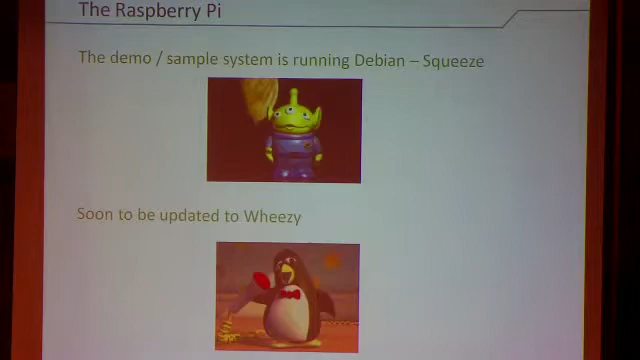 The Raspberry Pi
The demo / sample system is running Debian – Squeeze
Soon to be updated to Wheezy